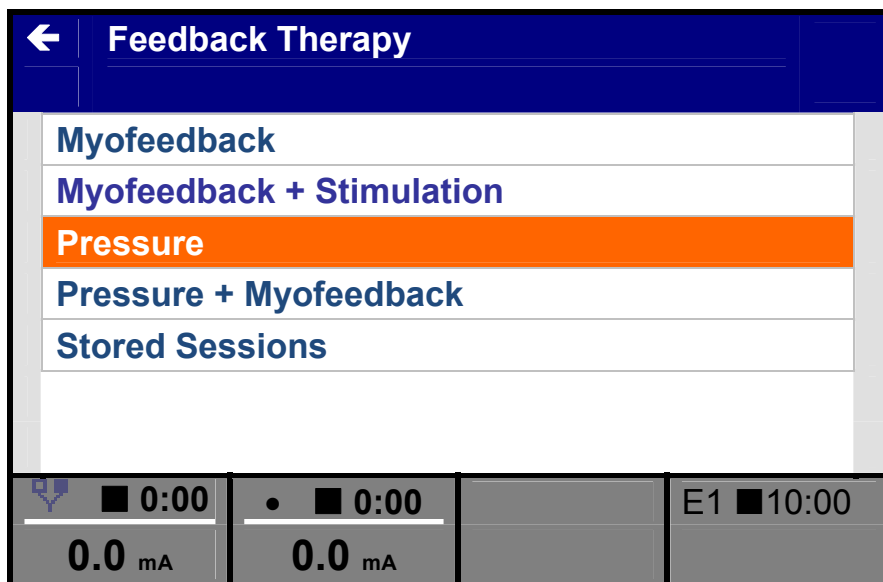 Feedback Therapy
Myofeedback
Myofeedback + Stimulation
Pressure
Pressure + Myofeedback
Stored Sessions
0:00 0:00 E1 10:00
0.0 mA 0.0 mA